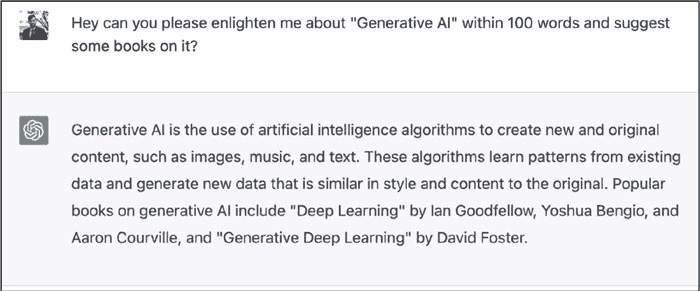 Hey can you please enlighten me about "Generative AI" within 100 words and suggest
some books on it?
Generative AI is the use of artificial intelligence algorithms to create new and original
content, such as images, music, and text. These algorithms learn patterns from existing
data and generate new data that is similar in style and content to the original. Popular
books on generative AI include "Deep Learning" by Ian Goodfellow, Yoshua Bengio, and
Aaron Courville, and "Generative Deep Learning" by David Foster.